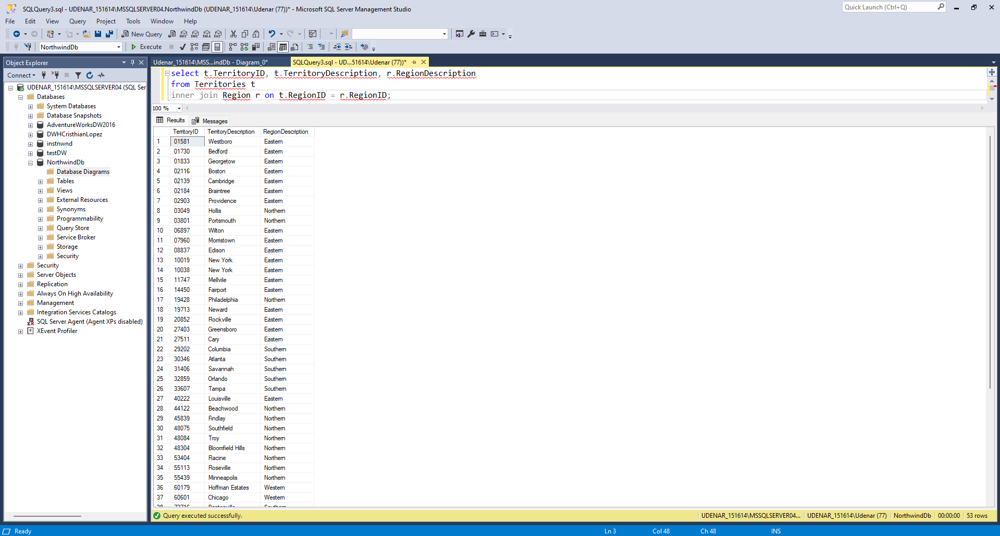 SQLQuery3.sql - UDENAR_151614\MSSQLSERVER04.NorthwindDb (UDENAR_151614\Udenar (77))* - Microsoft SQL Server Management Studio
Quick Launch (Ctrl+Q)
File Edit View Query Project Tools Window Help
New Query MDX DMX XMLA DAX
NorthwindDb Execute
Object Explorer
Connect
UDENAR_151614\MSSQLSERVER04 (SQL Ser
Databases
System Databases
Database Snapshots
AdventureWorksDW2016
DWHCristhianLopez
instnwnd
testDW
NorthwindDb
Database Diagrams
Tables
Views
External Resources
Synonyms
Programmability
Query Store
Service Broker
Storage
Security
Security
Server Objects
Replication
Always On High Availability
Management
Integration Services Catalogs
SQL Server Agent (Agent XPs disabled)
XEvent Profiler
Udenar_151614\MSS...indDb - Diagram_0* SQLQuery3.sql - UD...51614\Udenar (77))*
select t.TerritoryID, t.TerritoryDescription, r.RegionDescription
from Territories t
inner join Region r on t.RegionID = r.RegionID;
100 %
Results Messages
TerritoryID TerritoryDescription RegionDescription
1 01581 Westboro Eastern
2 01730 Bedford Eastern
3 01833 Georgetow Eastern
4 02116 Boston Eastern
5 02139 Cambridge Eastern
6 02184 Braintree Eastern
7 02903 Providence Eastern
8 03049 Hollis Northern
9 03801 Portsmouth Northern
10 06897 Wilton Eastern
11 07960 Morristown Eastern
12 08837 Edison Eastern
13 10019 New York Eastern
14 10038 New York Eastern
15 11747 Mellvile Eastern
16 14450 Fairport Eastern
17 19428 Philadelphia Northern
18 19713 Neward Eastern
19 20852 Rockville Eastern
20 27403 Greensboro Eastern
21 27511 Cary Eastern
22 29202 Columbia Southern
23 30346 Atlanta Southern
24 31406 Savannah Southern
25 32859 Orlando Southern
26 33607 Tampa Southern
27 40222 Louisville Eastern
28 44122 Beachwood Northern
29 45839 Findlay Northern
30 48075 Southfield Northern
31 48084 Troy Northern
32 48304 Bloomfield Hills Northern
33 53404 Racine Northern
34 55113 Roseville Northern
35 55439 Minneapolis Northern
36 60179 Hoffman Estates Western
37 60601 Chicago Western
Query executed successfully. UDENAR_151614\MSSQLSERVER04... UDENAR_151614\Udenar (77) NorthwindDb 00:00:00 53 rows
Ready Ln 3 Col 48 Ch 48 INS